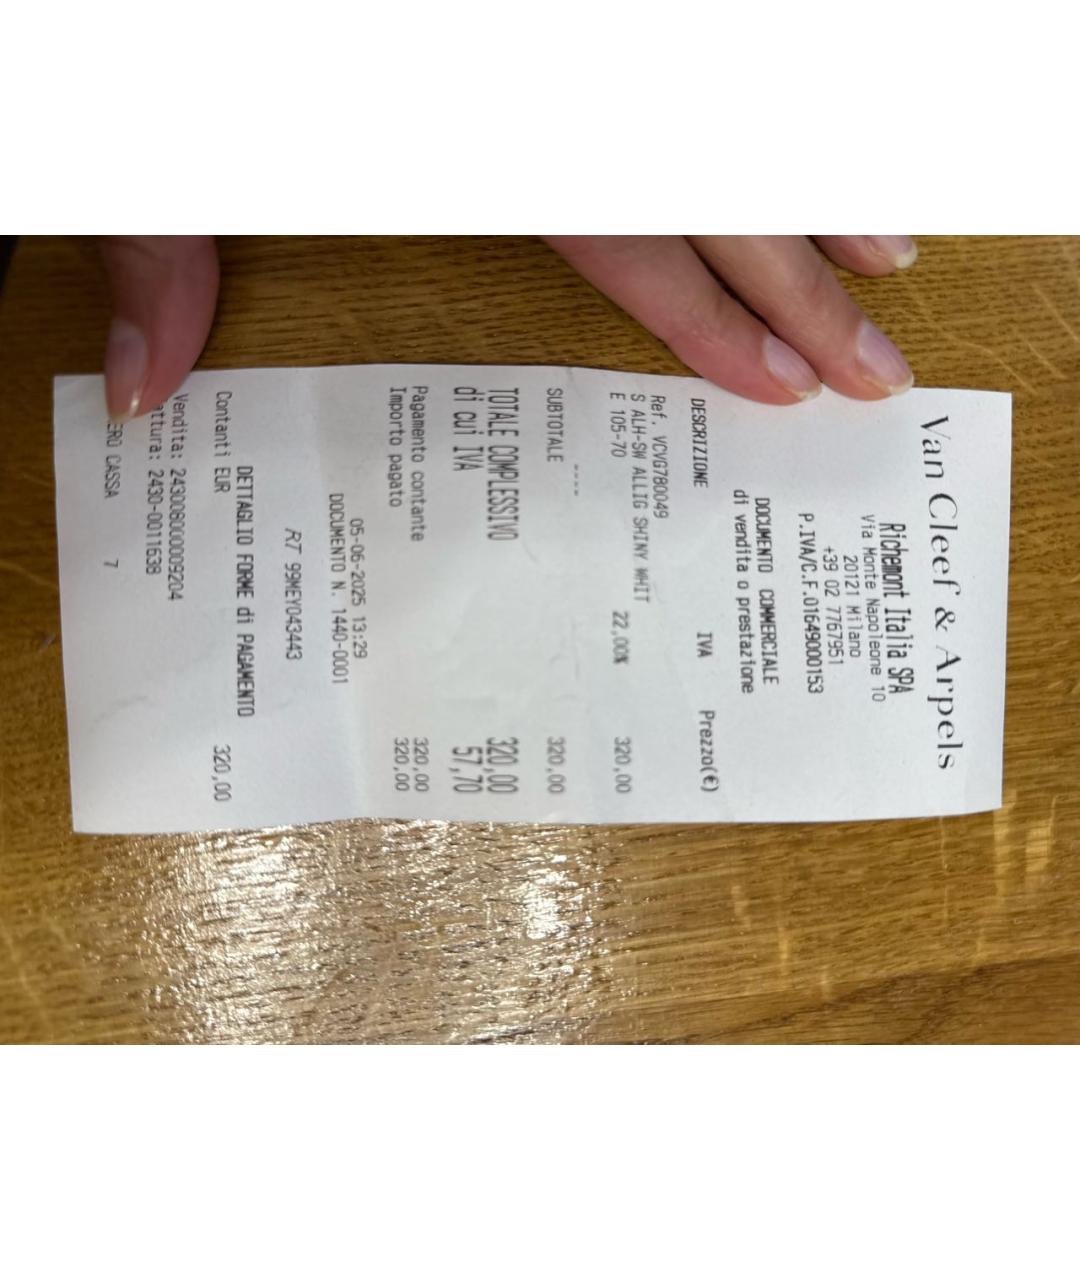 Van Cleef & Arpels
Richemont Italia SPA
Via Monte Napoleone 10
20121 Milano
+39 02 7767951
P.IVA/C.F.01649000153
DOCUMENTO COMMERCIALE
di vendita o prestazione
DESCRIZIONE IVA Prezzo(€)
Ref. VCVG7B0049
S ALH-SW ALLIG SHINY WHIT
E 105-70 22,00% 320,00
----
SUBTOTALE 320,00
TOTALE COMPLESSIVO 320,00
di cui IVA 57,70
Pagamento contante 320,00
Importo pagato 320,00
05-06-2025 13:29
DOCUMENTO N. 1440-0001
RT 99MEY043443
DETTAGLIO FORME di PAGAMENTO
Contanti EUR 320,00
Vendita: 2430B000009204
attura: 2430-0011638
CASSA 7